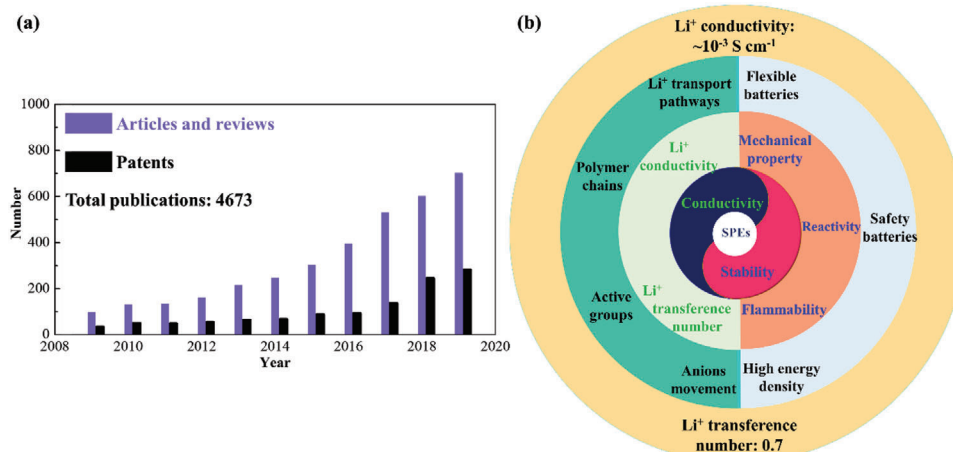 (a)
1000
800
600
400
200
0
Number
Articles and reviews
Patents
Total publications: 4673
2008
2010
2012
2014
2016
2018
2020
Year
(b)
Li⁺ conductivity:
~10⁻³ S cm⁻¹
Li⁺ transport
pathways
Flexible
batteries
Polymer
chains
Li⁺
conductivity
Mechanical
property
Conductivity
SPEs
Stability
Reactivity
Safety
batteries
Active
groups
Li⁺
transference
number
Flammability
Anions
movement
High energy
density
Li⁺ transference
number: 0.7